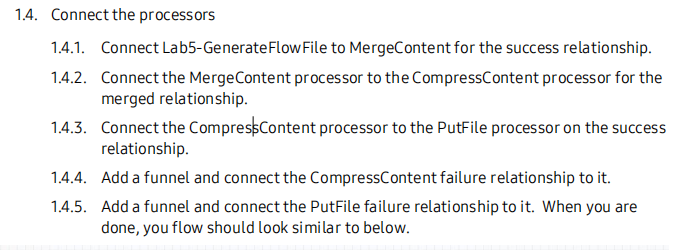 1.4. Connect the processors
1.4.1. Connect Lab5-GenerateFlowFile to MergeContent for the success relationship.
1.4.2. Connect the MergeContent processor to the CompressContent processor for the
merged relationship.
1.4.3. Connect the CompressContent processor to the PutFile processor on the success
relationship.
1.4.4. Add a funnel and connect the CompressContent failure relationship to it.
1.4.5. Add a funnel and connect the PutFile failure relationship to it. When you are
done, you flow should look similar to below.